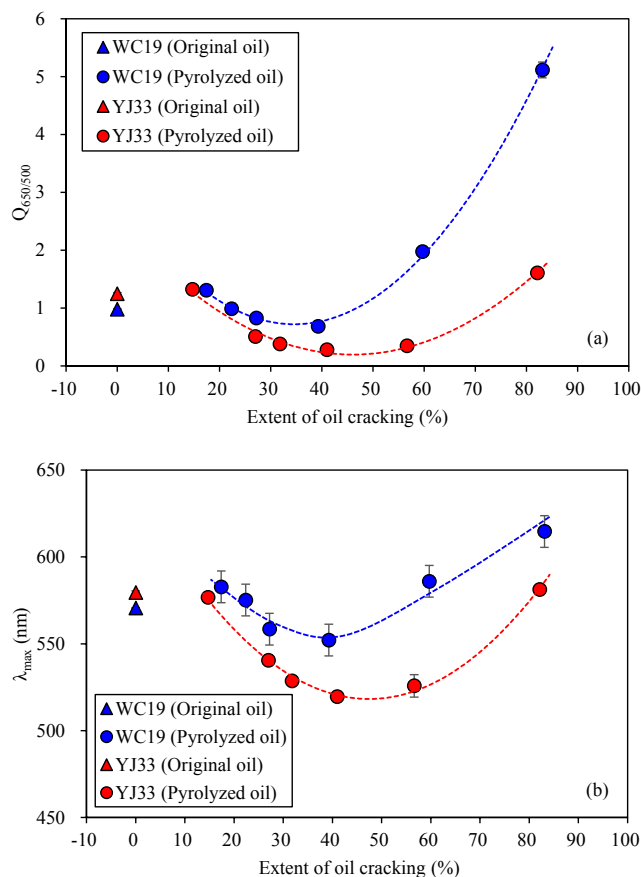 (a)
6
5
4
3
2
1
0
Q650/500
WC19 (Original oil)
WC19 (Pyrolyzed oil)
YJ33 (Original oil)
YJ33 (Pyrolyzed oil)
-10 0 10 20 30 40 50 60 70 80 90 100
Extent of oil cracking (%)
650
600
550
500
450
λmax (nm)
WC19 (Original oil)
WC19 (Pyrolyzed oil)
YJ33 (Original oil)
YJ33 (Pyrolyzed oil)
(b)
-10 0 10 20 30 40 50 60 70 80 90 100
Extent of oil cracking (%)